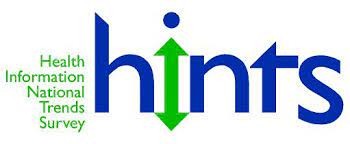 Health
Information
National
Trends
Survey
hints